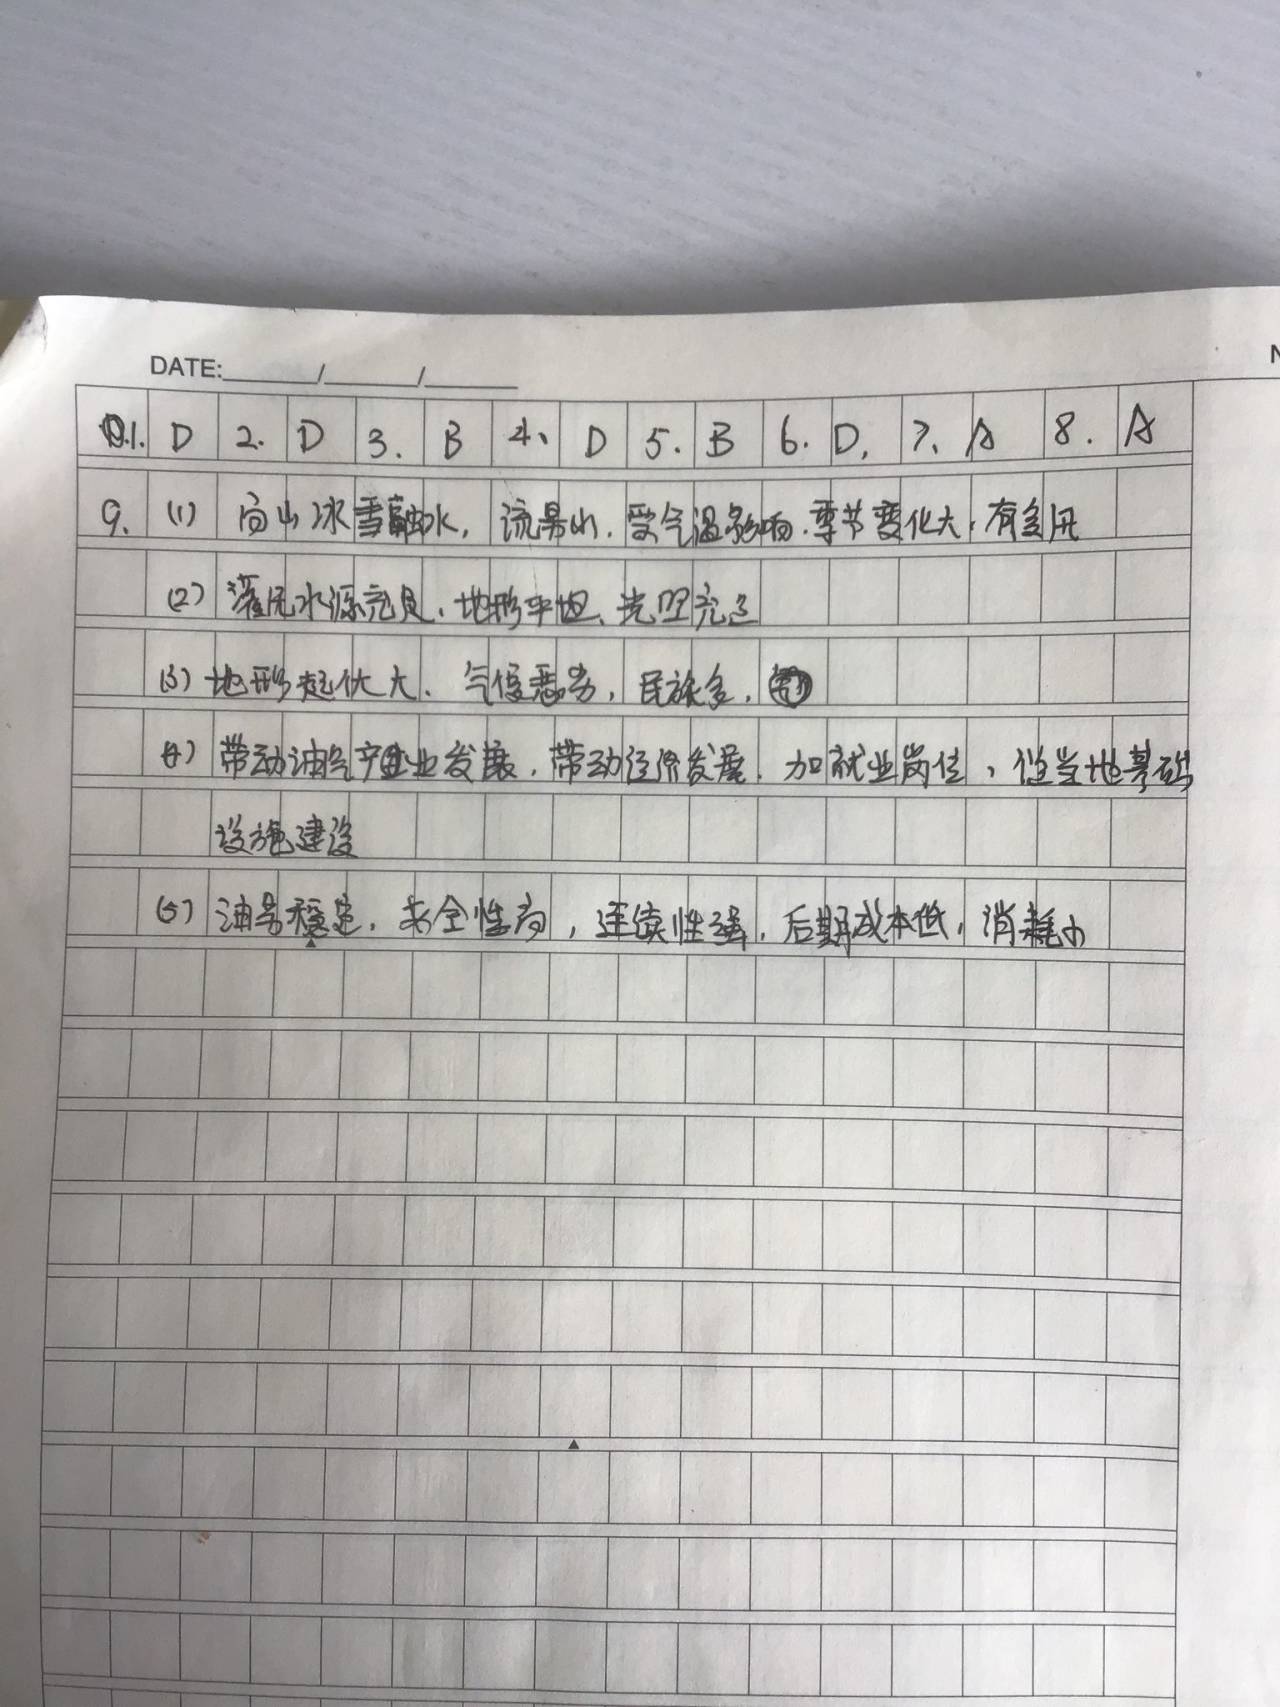 DATE: / /
1. D 2. D 3. B 4、 D 5. B 6. D. 7、 A 8. A
9. (1) 高山冰雪融水, 流量小, 受气温影响, 季节变化大, 有
(2) 灌溉水源充足、地形平坦、光照充足
(3) 地形起伏大、气候恶劣, 民族多,
(4) 带动油气产业发展, 带动经济发展, 加就业岗位, 促当地基础
设施建设
(5) 油量稳定, 安全性高, 连续性强, 后期成本低, 消耗小